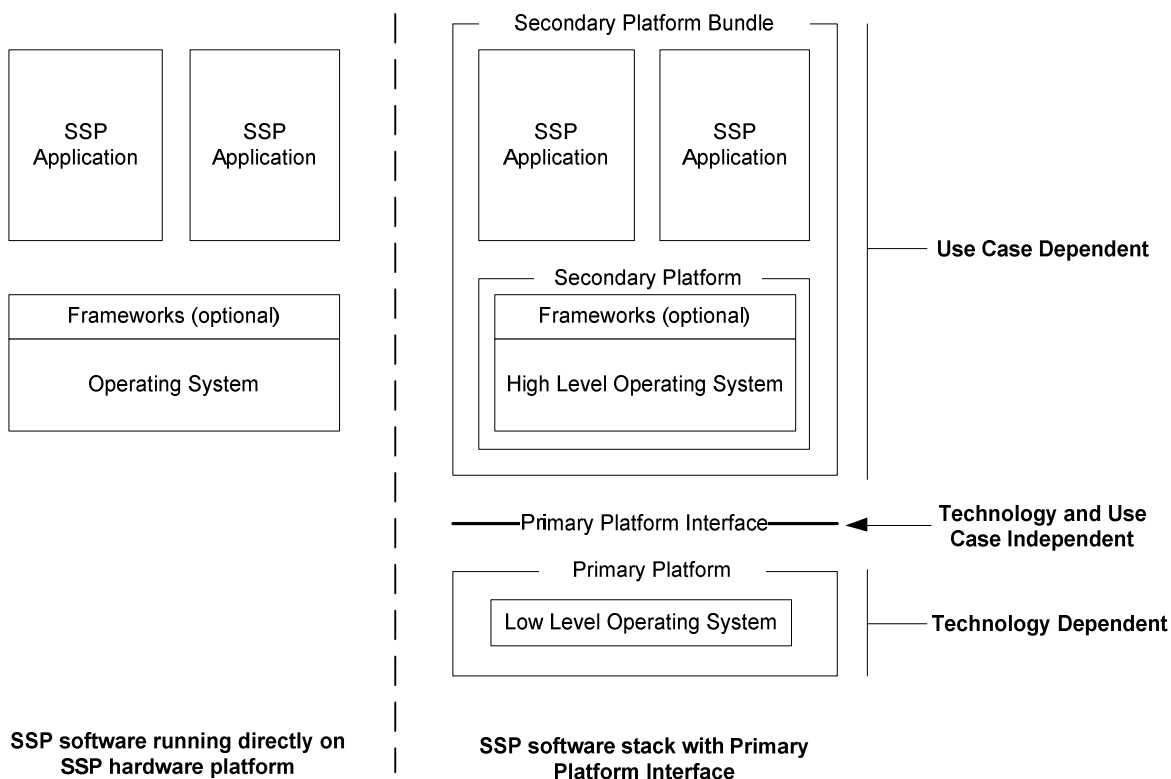 SSP
Application
SSP
Application
Frameworks (optional)
Operating System
SSP software running directly on
SSP hardware platform
Secondary Platform Bundle
SSP
Application
SSP
Application
Secondary Platform
Frameworks (optional)
High Level Operating System
Primary Platform Interface
Primary Platform
Low Level Operating System
SSP software stack with Primary
Platform Interface
Use Case Dependent
Technology and Use
Case Independent
Technology Dependent